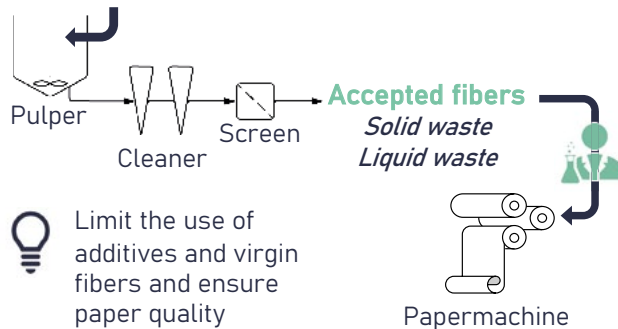 Pulper
Cleaner
Screen
Accepted fibers
Solid waste
Liquid waste
Limit the use of
additives and virgin
fibers and ensure
paper quality
Papermachine